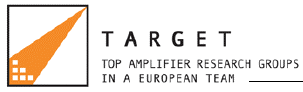 TARGET
TOP AMPLIFIER RESEARCH GROUPS
IN A EUROPEAN TEAM